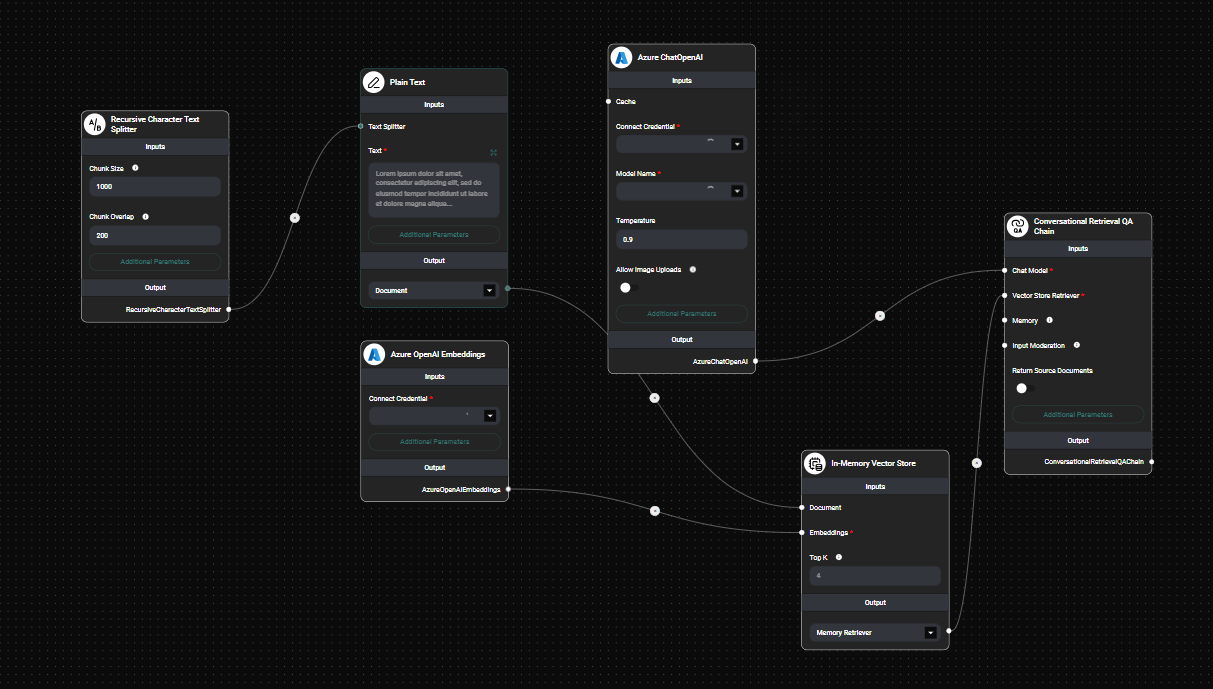 Recursive Character Text
Splitter
Inputs
Chunk Size
1000
Chunk Overlap
200
Additional Parameters
Output
RecursiveCharacterTextSplitter
Plain Text
Inputs
Text Splitter
Text *
Lorem ipsum dolor sit amet,
consectetur adipiscing elit, sed do
eiusmod tempor incididunt ut labore
et dolore magna aliqua...
Additional Parameters
Output
Document
Azure OpenAI Embeddings
Inputs
Connect Credential *
Additional Parameters
Output
AzureOpenAIEmbeddings
Azure ChatOpenAI
Inputs
Cache
Connect Credential *
Model Name *
Temperature
0.9
Allow Image Uploads
Additional Parameters
Output
AzureChatOpenAI
In-Memory Vector Store
Inputs
Document
Embeddings *
Top K
4
Output
Memory Retriever
QA
Conversational Retrieval QA
Chain
Inputs
Chat Model *
Vector Store Retriever *
Memory
Input Moderation
Return Source Documents
Additional Parameters
Output
ConversationalRetrievalQAChain